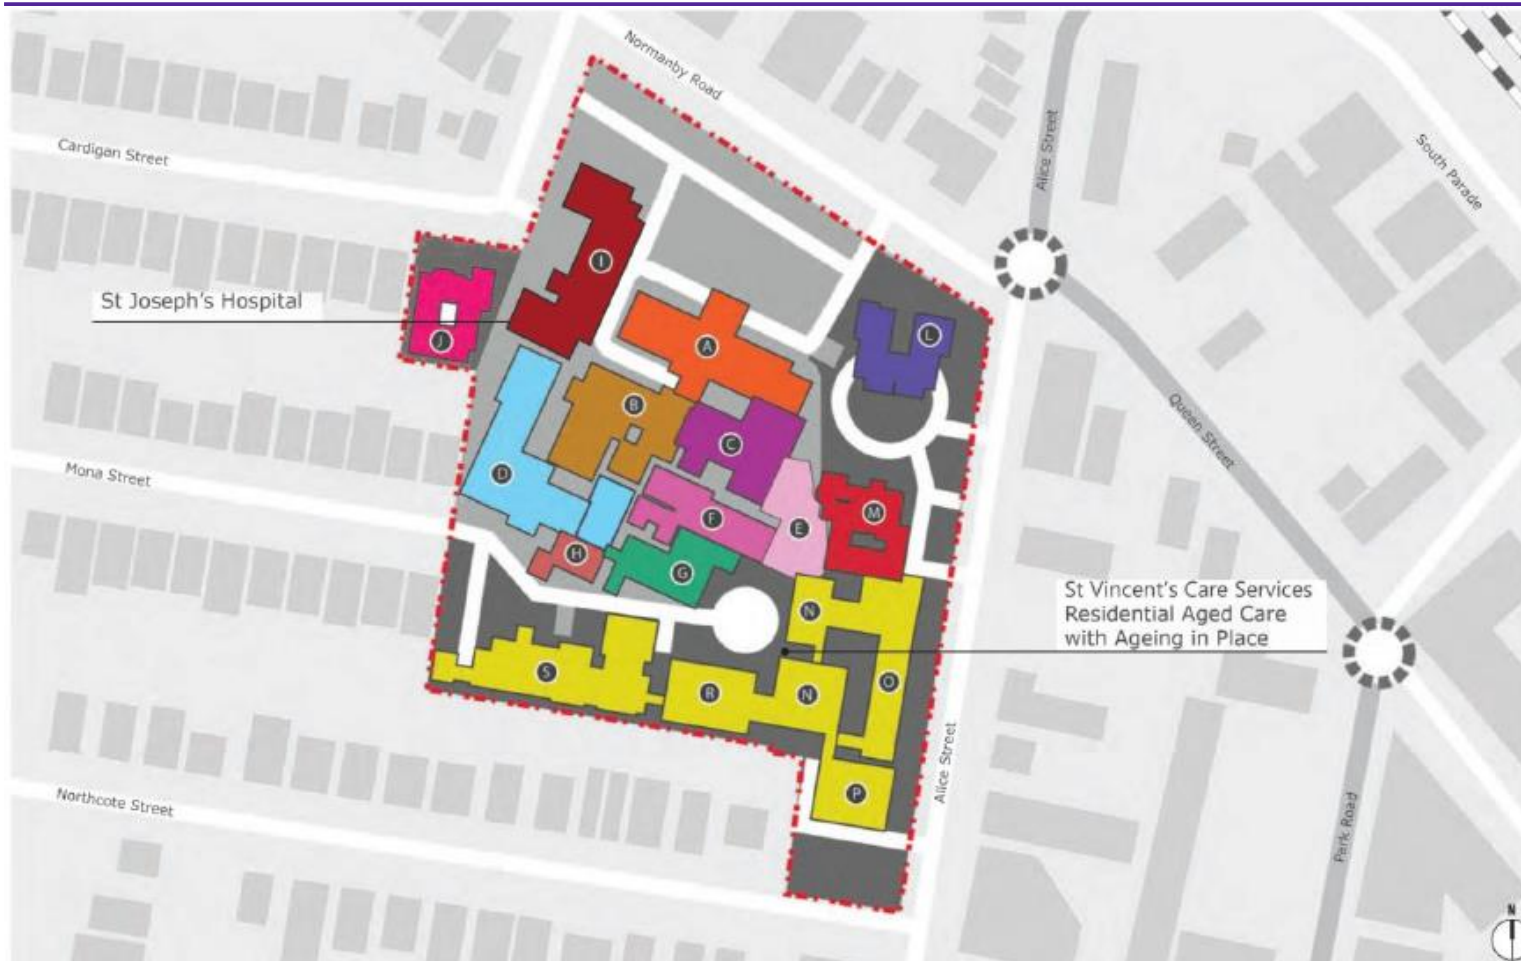 Normanby Road
Alice Street
South Parade
Cardigan Street
I
St Joseph's Hospital
J
A
L
B
C
Queen Street
D
Mona Street
F
E
M
H
G
St Vincent's Care Services
Residential Aged Care
with Ageing in Place
N
S
R
N
O
Alice Street
P
Northcote Street
Park Road
N